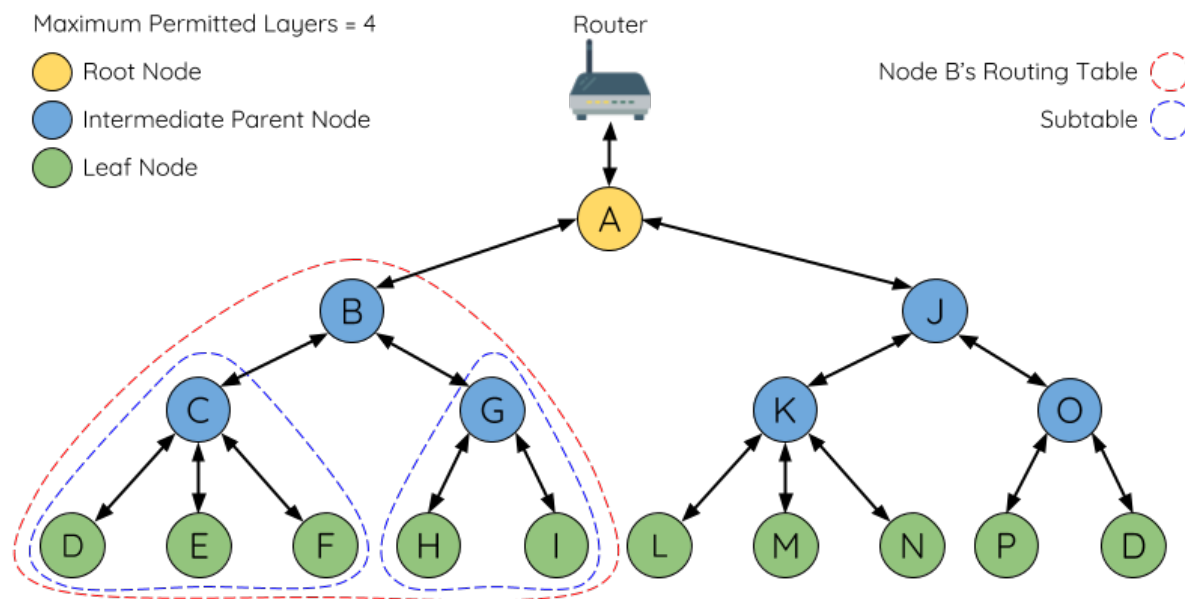 Maximum Permitted Layers = 4
Router
Root Node
Node B's Routing Table
Intermediate Parent Node
Subtable
Leaf Node
A
B
J
C
G
K
O
D
E
F
H
I
L
M
N
P
D